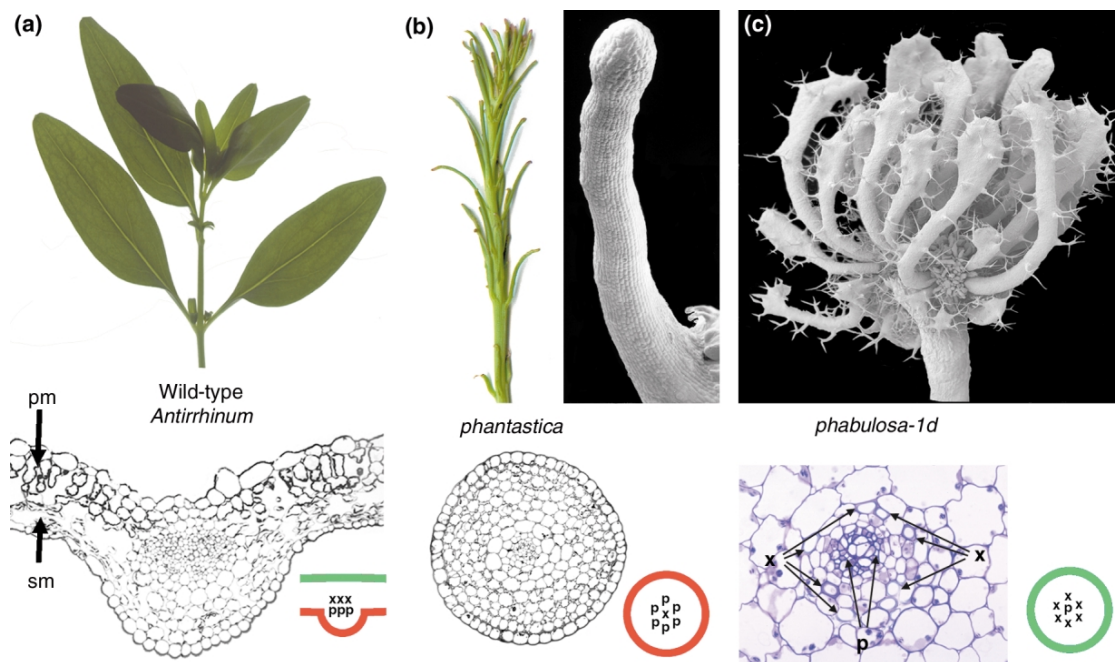 (a)
(b)
(c)
Wild-type
Antirrhinum
phantastica
phabulosa-1d
pm
sm
xxx
ppp
p
p p
x
p p
p
x
x
p
x
x x
p
x x
x